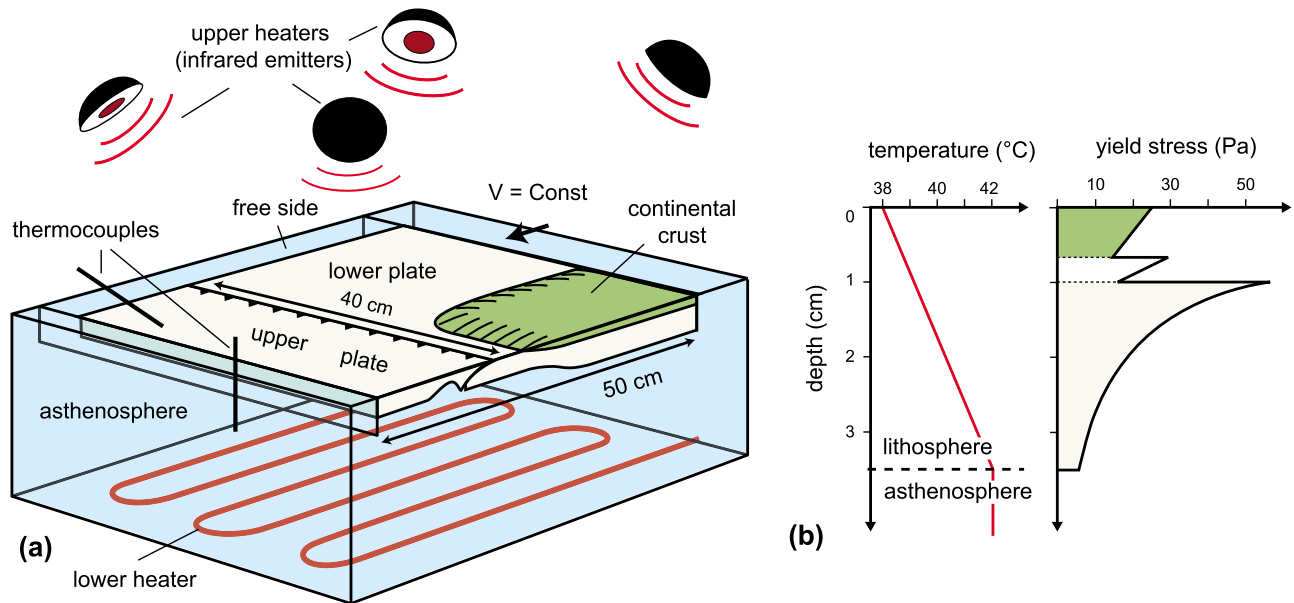 upper heaters
(infrared emitters)
V = Const
free side
thermocouples
continental
crust
lower plate
40 cm
upper plate
50 cm
asthenosphere
(a)
lower heater
temperature (°C)
38 40 42
0
1
2
3
depth (cm)
lithosphere
asthenosphere
(b)
yield stress (Pa)
10 30 50